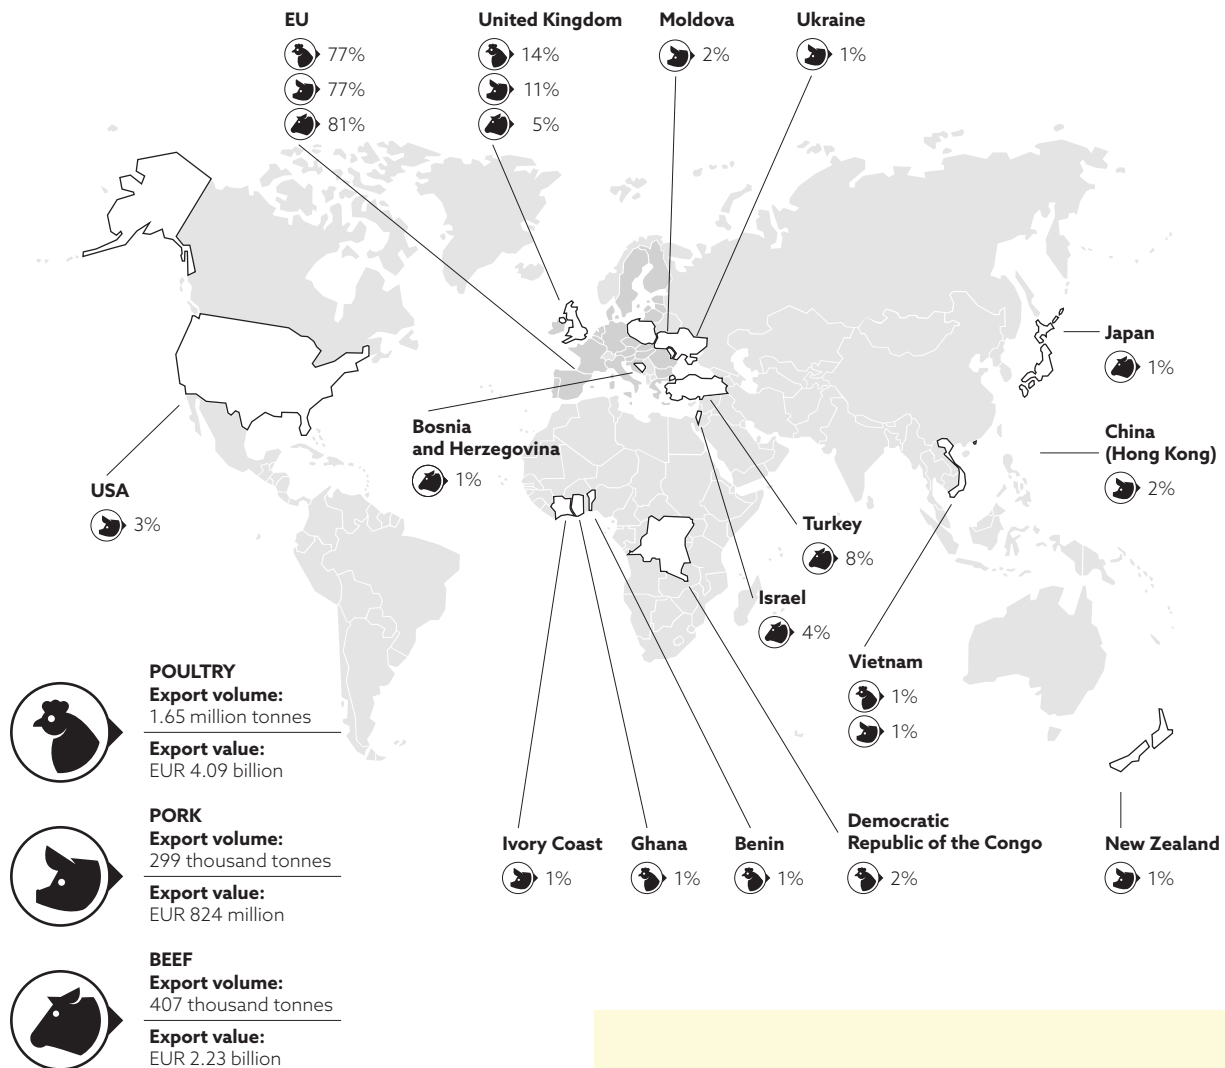 EU
77%
77%
81%
United Kingdom
14%
11%
5%
Moldova
2%
Ukraine
1%
Japan
1%
China
(Hong Kong)
2%
Bosnia
and Herzegovina
1%
USA
3%
Turkey
8%
Israel
4%
Vietnam
1%
1%
Ivory Coast
1%
Ghana
1%
Benin
1%
Democratic
Republic of the Congo
2%
New Zealand
1%
POULTRY
Export volume:
1.65 million tonnes
Export value:
EUR 4.09 billion
PORK
Export volume:
299 thousand tonnes
Export value:
EUR 824 million
BEEF
Export volume:
407 thousand tonnes
Export value:
EUR 2.23 billion